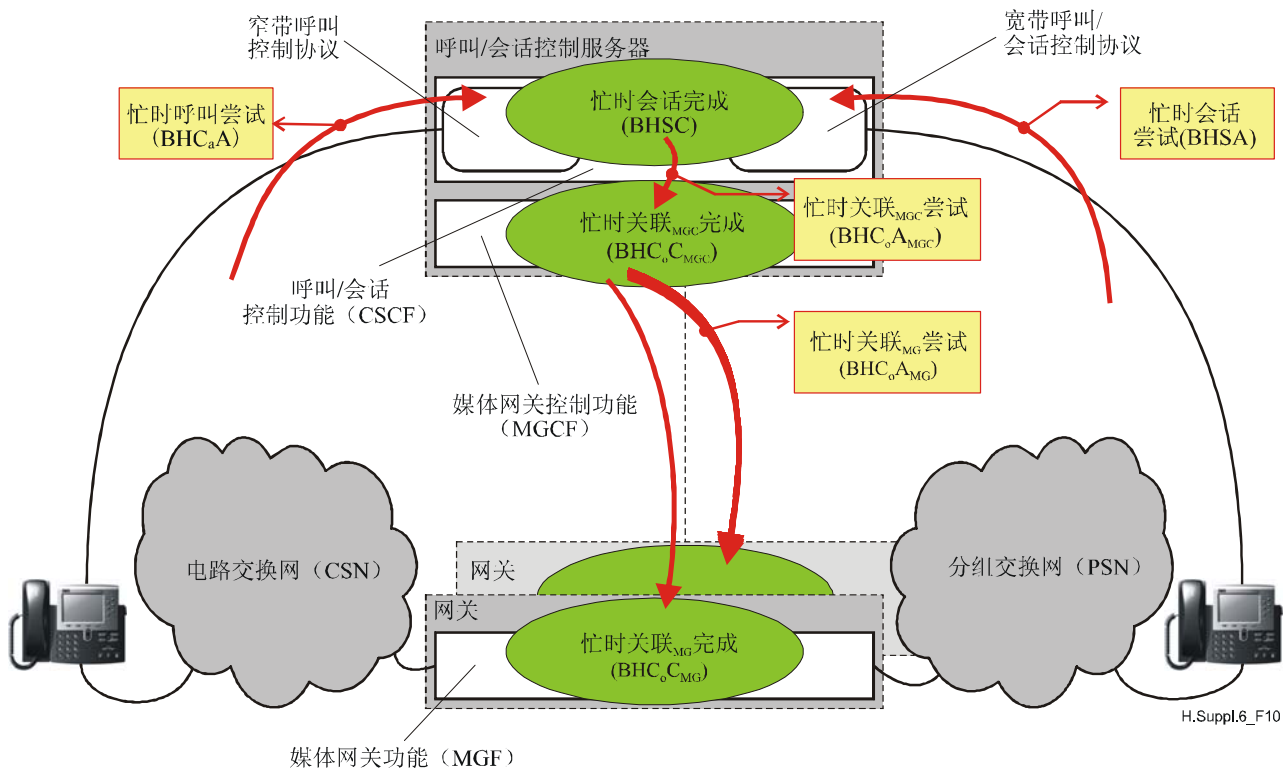 窄带呼叫
控制协议
呼叫/会话控制服务器
宽带呼叫/
会话控制协议
忙时呼叫尝试
(BHCaA)
忙时会话完成
(BHSC)
忙时会话
尝试(BHSA)
忙时关联MGC完成
(BHCoCMGC)
忙时关联MGC尝试
(BHCoAMGC)
呼叫/会话
控制功能（CSCF）
忙时关联MG尝试
(BHCoAMG)
媒体网关控制功能
（MGCF）
电路交换网（CSN）
网关
分组交换网（PSN）
网关
忙时关联MG完成
(BHCoCMG)
H.Suppl.6_F10
媒体网关功能（MGF）